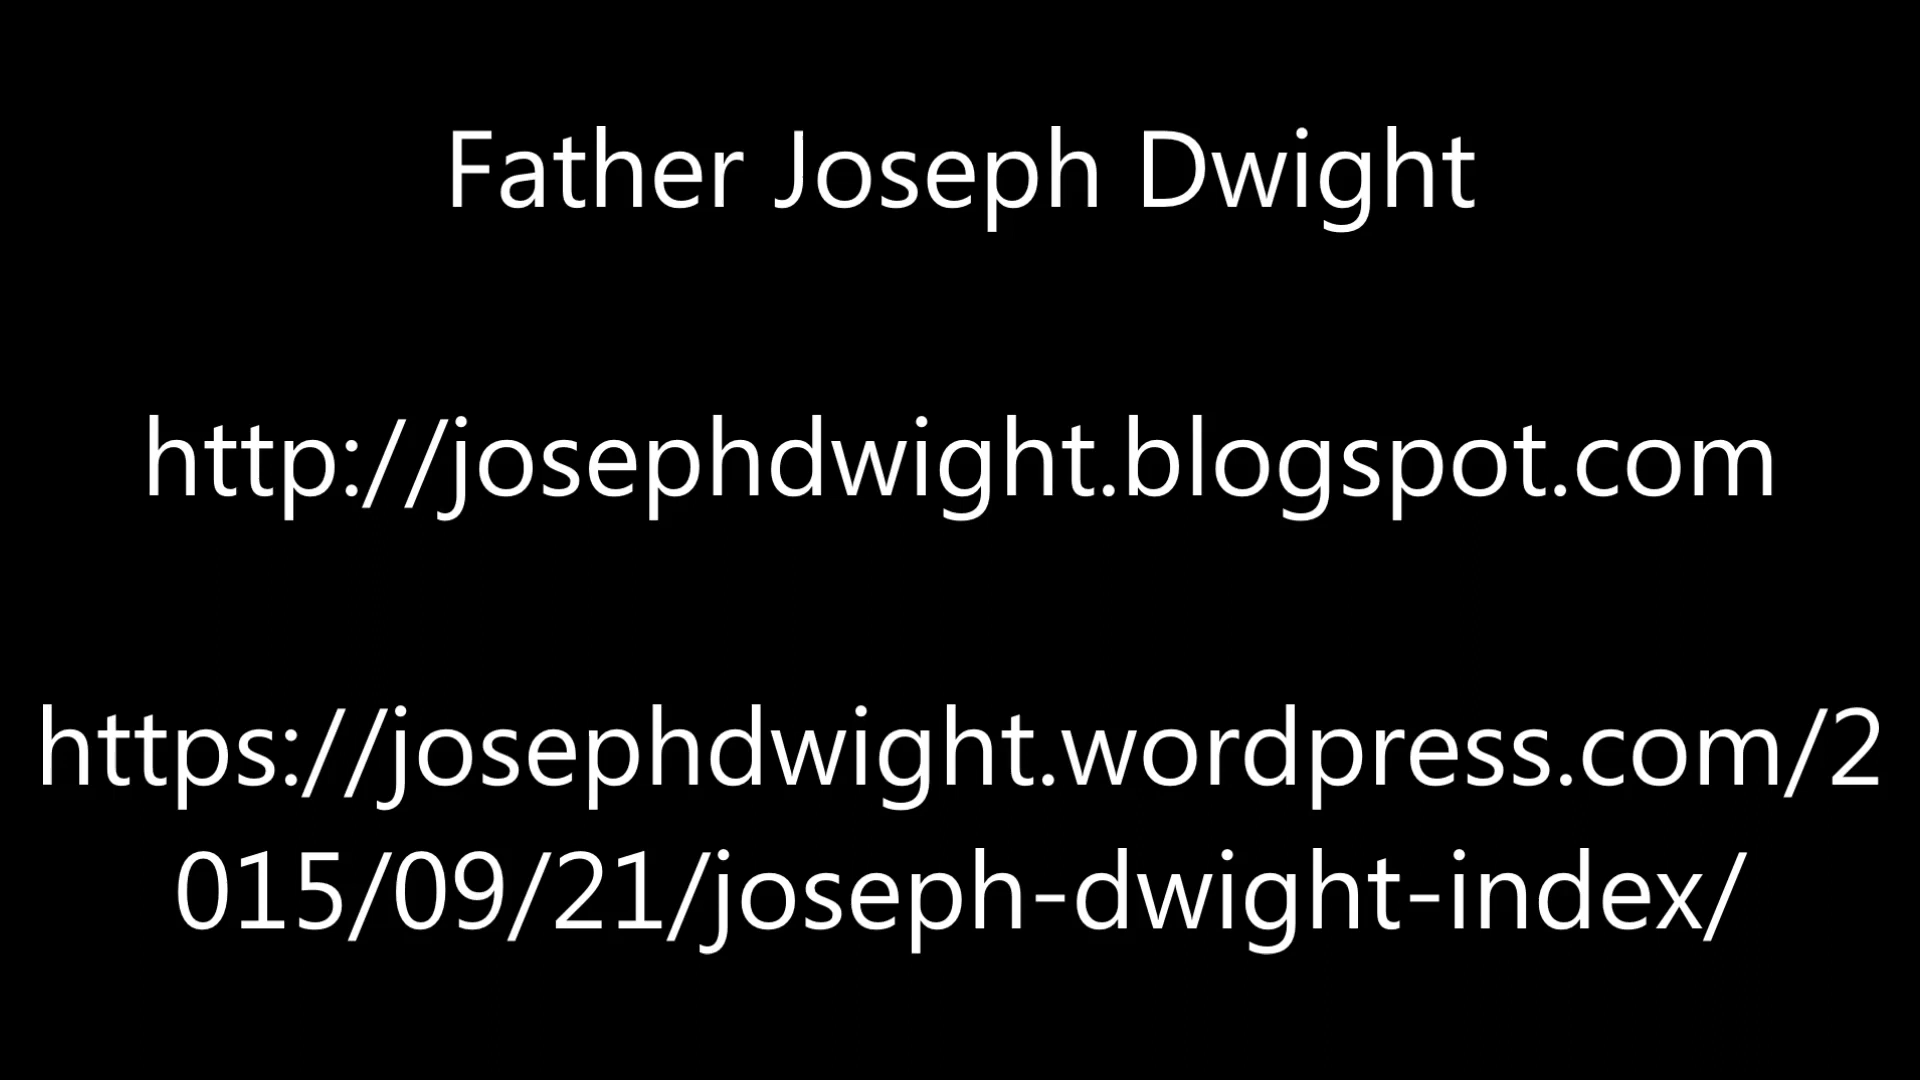 Father Joseph Dwight
http://josephdwight.blogspot.com
https://josephdwight.wordpress.com/2
015/09/21/joseph-dwight-index/